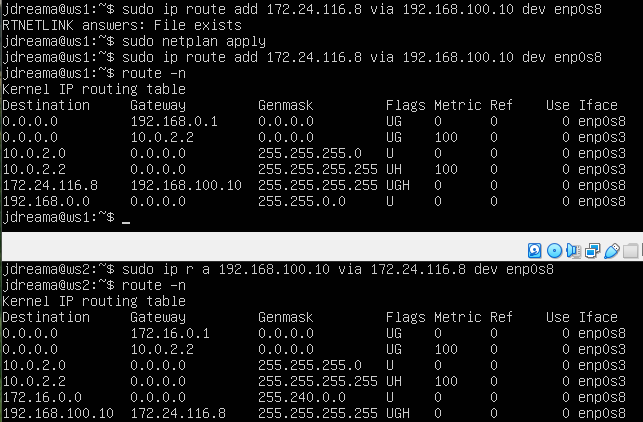 jdreama@ws1:~$ sudo ip route add 172.24.116.8 via 192.168.100.10 dev enp0s8
RTNETLINK answers: File exists
jdreama@ws1:~$ sudo netplan apply
jdreama@ws1:~$ sudo ip route add 172.24.116.8 via 192.168.100.10 dev enp0s8
jdreama@ws1:~$ route -n
Kernel IP routing table
Destination Gateway Genmask Flags Metric Ref Use Iface
0.0.0.0 192.168.0.1 0.0.0.0 UG 0 0 0 enp0s8
0.0.0.0 10.0.2.2 0.0.0.0 UG 100 0 0 enp0s3
10.0.2.0 0.0.0.0 255.255.255.0 U 0 0 0 enp0s3
10.0.2.2 0.0.0.0 255.255.255.255 UH 100 0 0 enp0s3
172.24.116.8 192.168.100.10 255.255.255.255 UGH 0 0 0 enp0s8
192.168.0.0 0.0.0.0 255.255.0.0 U 0 0 0 enp0s8
jdreama@ws1:~$ _
jdreama@ws2:~$ sudo ip r a 192.168.100.10 via 172.24.116.8 dev enp0s8
jdreama@ws2:~$ route -n
Kernel IP routing table
Destination Gateway Genmask Flags Metric Ref Use Iface
0.0.0.0 172.16.0.1 0.0.0.0 UG 0 0 0 enp0s8
0.0.0.0 10.0.2.2 0.0.0.0 UG 100 0 0 enp0s3
10.0.2.0 0.0.0.0 255.255.255.0 U 0 0 0 enp0s3
10.0.2.2 0.0.0.0 255.255.255.255 UH 100 0 0 enp0s3
172.16.0.0 0.0.0.0 255.240.0.0 U 0 0 0 enp0s8
192.168.100.10 172.24.116.8 255.255.255.255 UGH 0 0 0 enp0s8